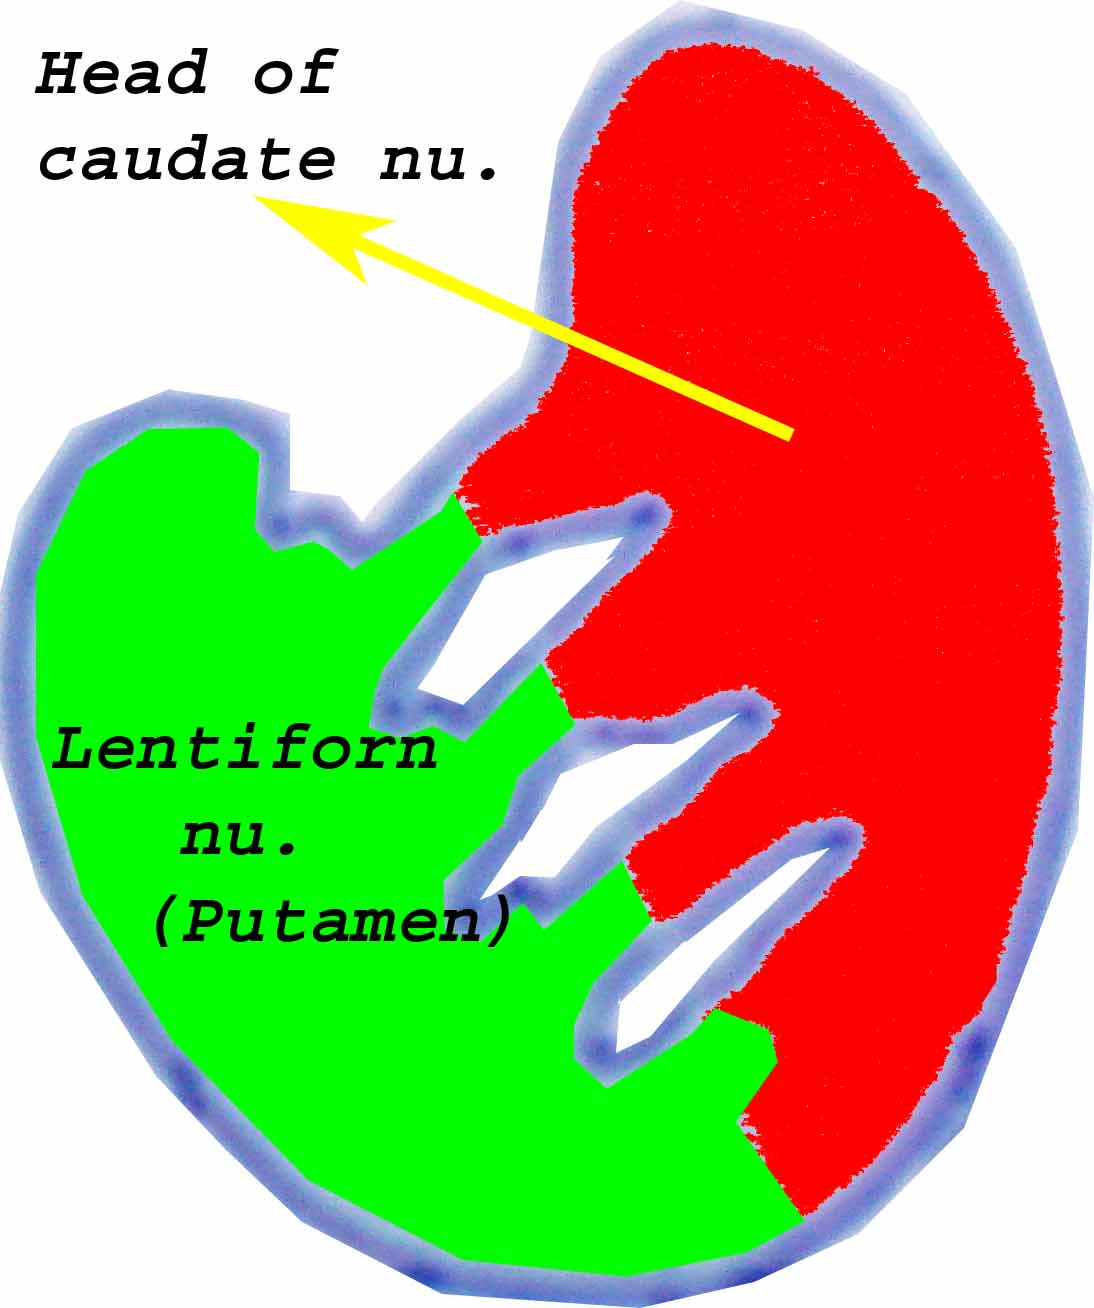 Head of
caudate nu.
Lentiforn
nu.
(Putamen)